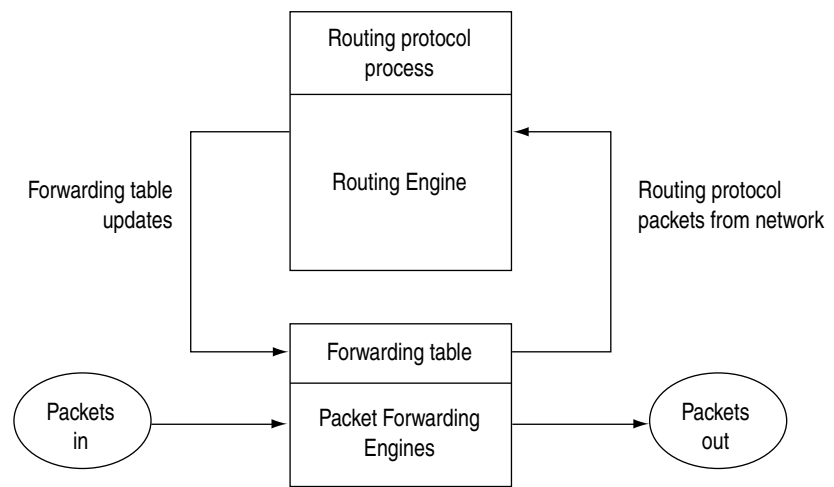 Routing protocol
process
Routing Engine
Forwarding table
updates
Routing protocol
packets from network
Forwarding table
Packets
in
Packet Forwarding
Engines
Packets
out